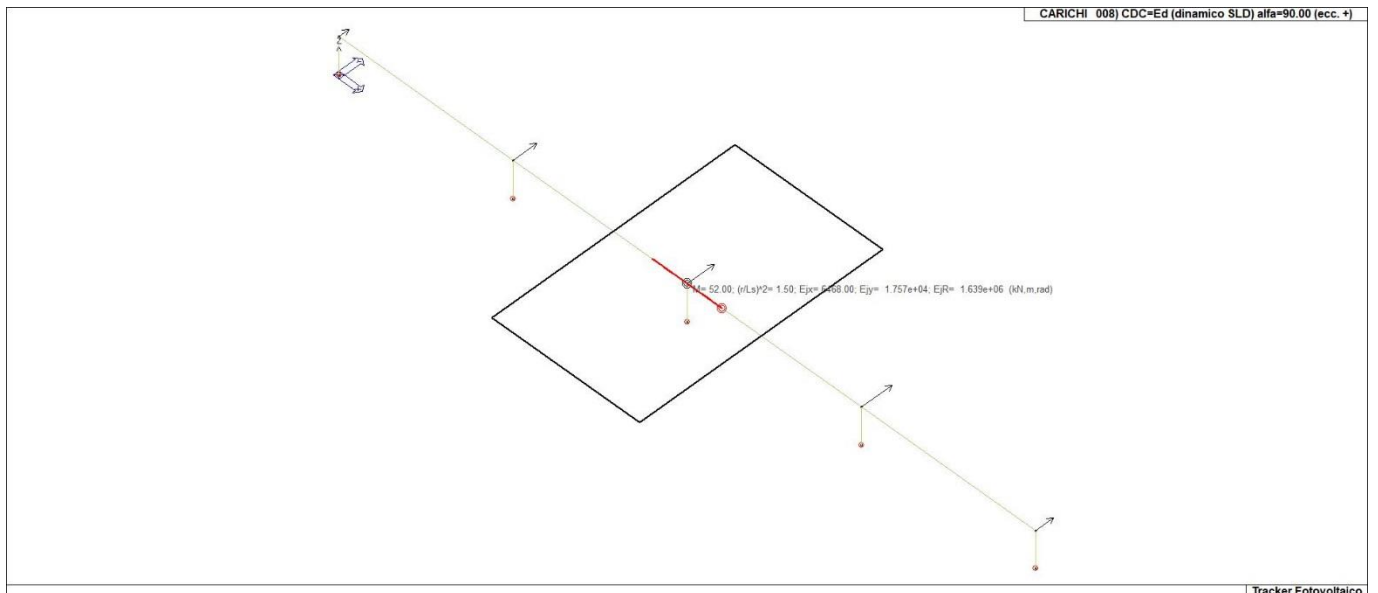 CARICHI 008) CDC=Ed (dinamico SLD) alfa=90.00 (ecc. +)
Z
M= 52.00; (r/Ls)^2= 1.50; Ejx= 6468.00; Ejy= 1.757e+04; EjR= 1.639e+06 (kN,m,rad)
Tracker Fotovoltaico